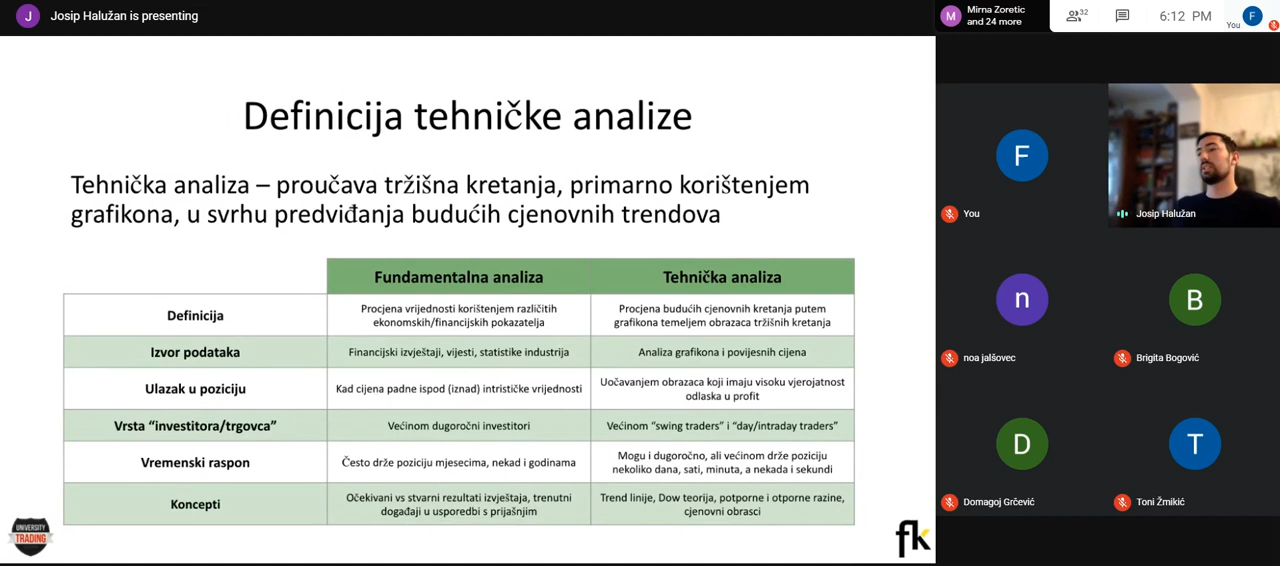 J
Josip Halužan is presenting
M
Mirna Zoretic
and 24 more
32
6:12 PM
You
F
Definicija tehničke analize
Tehnička analiza – proučava tržišna kretanja, primarno korištenjem
grafikona, u svrhu predviđanja budućih cjenovnih trendova
Fundamentalna analiza
Tehnička analiza
Definicija
Procjena vrijednosti korištenjem različitih
ekonomskih/financijskih pokazatelja
Procjena budućih cjenovnih kretanja putem
grafikona temeljem obrazaca tržišnih kretanja
Izvor podataka
Financijski izvještaji, vijesti, statistike industrija
Analiza grafikona i povijesnih cijena
Ulazak u poziciju
Kad cijena padne ispod (iznad) intrističke vrijednosti
Uočavanjem obrazaca koji imaju visoku vjerojatnost
odlaska u profit
Vrsta “investitora/trgovca”
Većinom dugoročni investitori
Većinom “swing traders” i “day/intraday traders”
Vremenski raspon
Često drže poziciju mjesecima, nekad i godinama
Mogu i dugoročno, ali većinom drže poziciju
nekoliko dana, sati, minuta, a nekada i sekundi
Koncepti
Očekivani vs stvarni rezultati izvještaja, trenutni
događaji u usporedbi s prijašnjim
Trend linije, Dow teorija, potporne i otporne razine,
cjenovni obrasci
UNIVERSITY
TRADING
fk
F
You
Josip Halužan
n
noa jalšovec
B
Brigita Bogović
D
Domagoj Grčević
T
Toni Žmikić